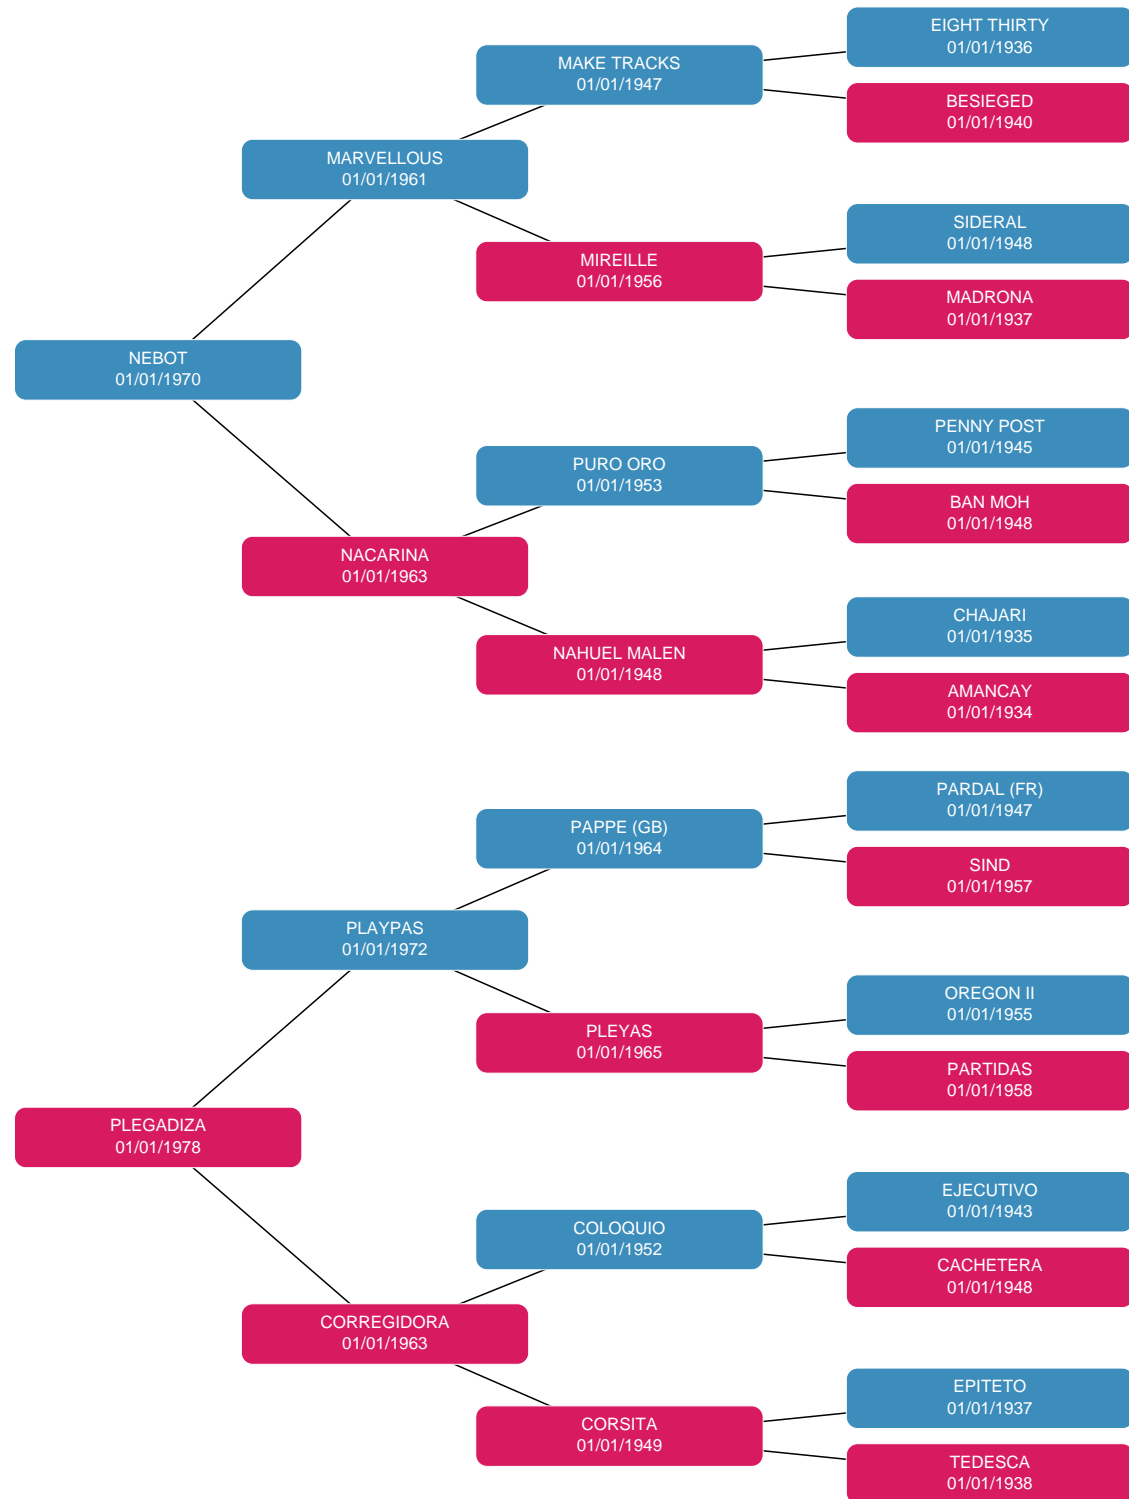 EIGHT THIRTY
01/01/1936
MAKE TRACKS
01/01/1947
BESIEGED
01/01/1940
MARVELLOUS
01/01/1961
SIDERAL
01/01/1948
MIREILLE
01/01/1956
MADRONA
01/01/1937
NEBOT
01/01/1970
PENNY POST
01/01/1945
PURO ORO
01/01/1953
BAN MOH
01/01/1948
NACARINA
01/01/1963
CHAJARI
01/01/1935
NAHUEL MALEN
01/01/1948
AMANCAY
01/01/1934
PARDAL (FR)
01/01/1947
PAPPE (GB)
01/01/1964
SIND
01/01/1957
PLAYPAS
01/01/1972
OREGON II
01/01/1955
PLEYAS
01/01/1965
PARTIDAS
01/01/1958
PLEGADIZA
01/01/1978
EJECUTIVO
01/01/1943
COLOQUIO
01/01/1952
CACHETERA
01/01/1948
CORREGIDORA
01/01/1963
EPITETO
01/01/1937
CORSITA
01/01/1949
TEDESCA
01/01/1938